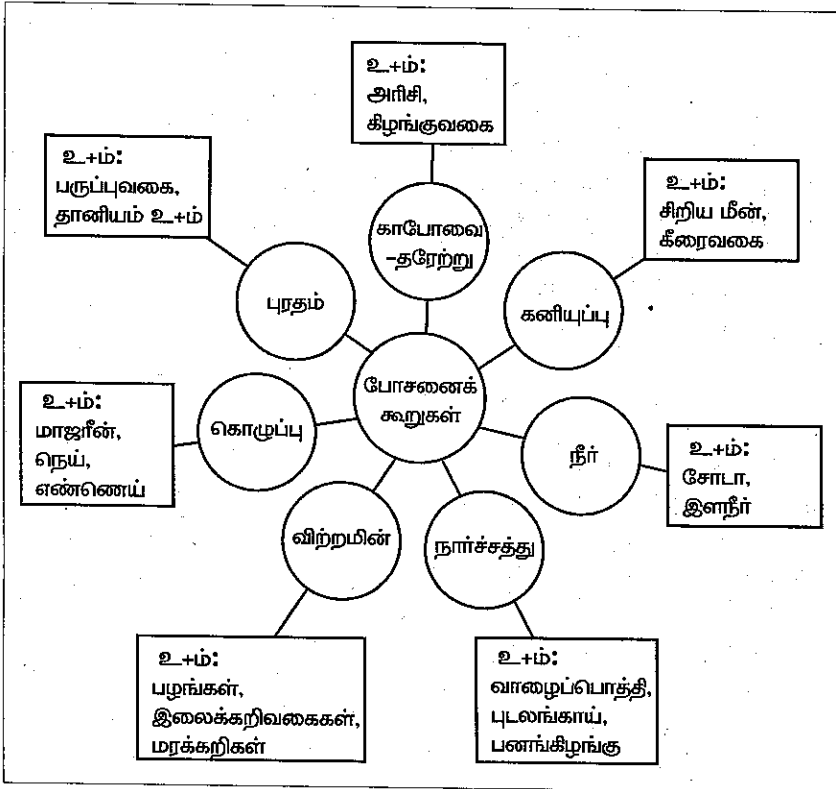 உ+ம்:
அரிசி,
கிழங்குவகை
உ+ம்:
பருப்புவகை,
தானியம் உ+ம்
உ+ம்:
சிறிய மீன்,
கீரைவகை
காபோவை
-தரேற்று
புரதம்
கனியுப்பு
போசனைக்
கூறுகள்
உ+ம்:
மாஜரீன்,
நெய்,
எண்ணெய்
கொழுப்பு
நீர்
உ+ம்:
சோடா,
இளநீர்
விற்றமின்
நார்ச்சத்து
உ+ம்:
பழங்கள்,
இலைக்கறிவகைகள்,
மரக்கறிகள்
உ+ம்:
வாழைப்பொத்தி,
புடலங்காய்,
பனங்கிழங்கு